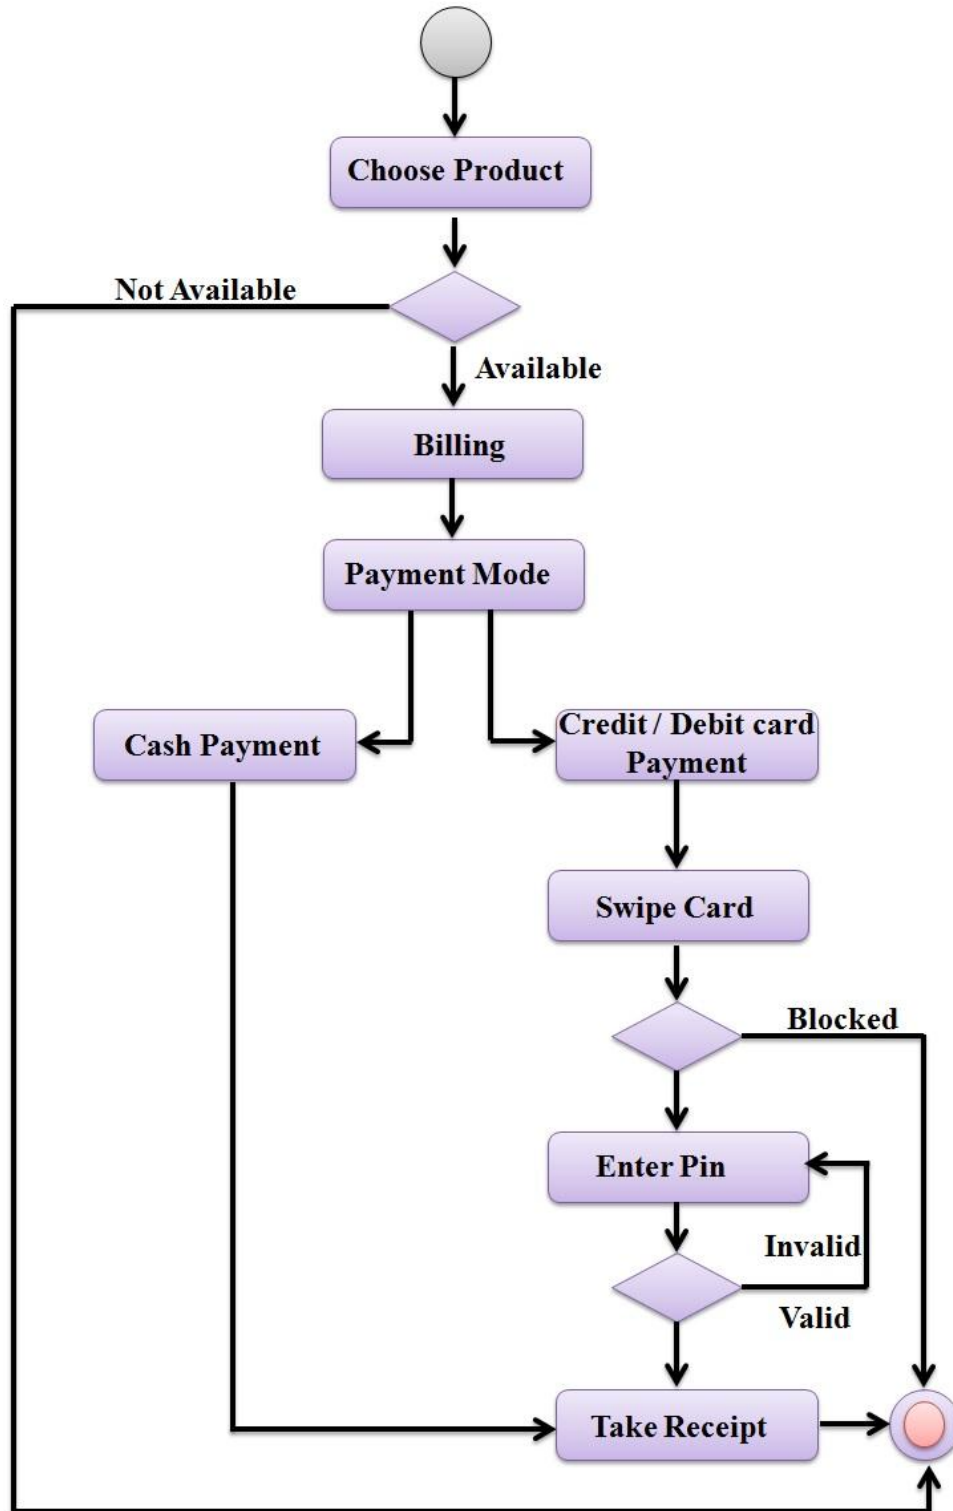 Choose Product
Not Available
Available
Billing
Payment Mode
Cash Payment
Credit / Debit card
Payment
Swipe Card
Blocked
Enter Pin
Invalid
Valid
Take Receipt